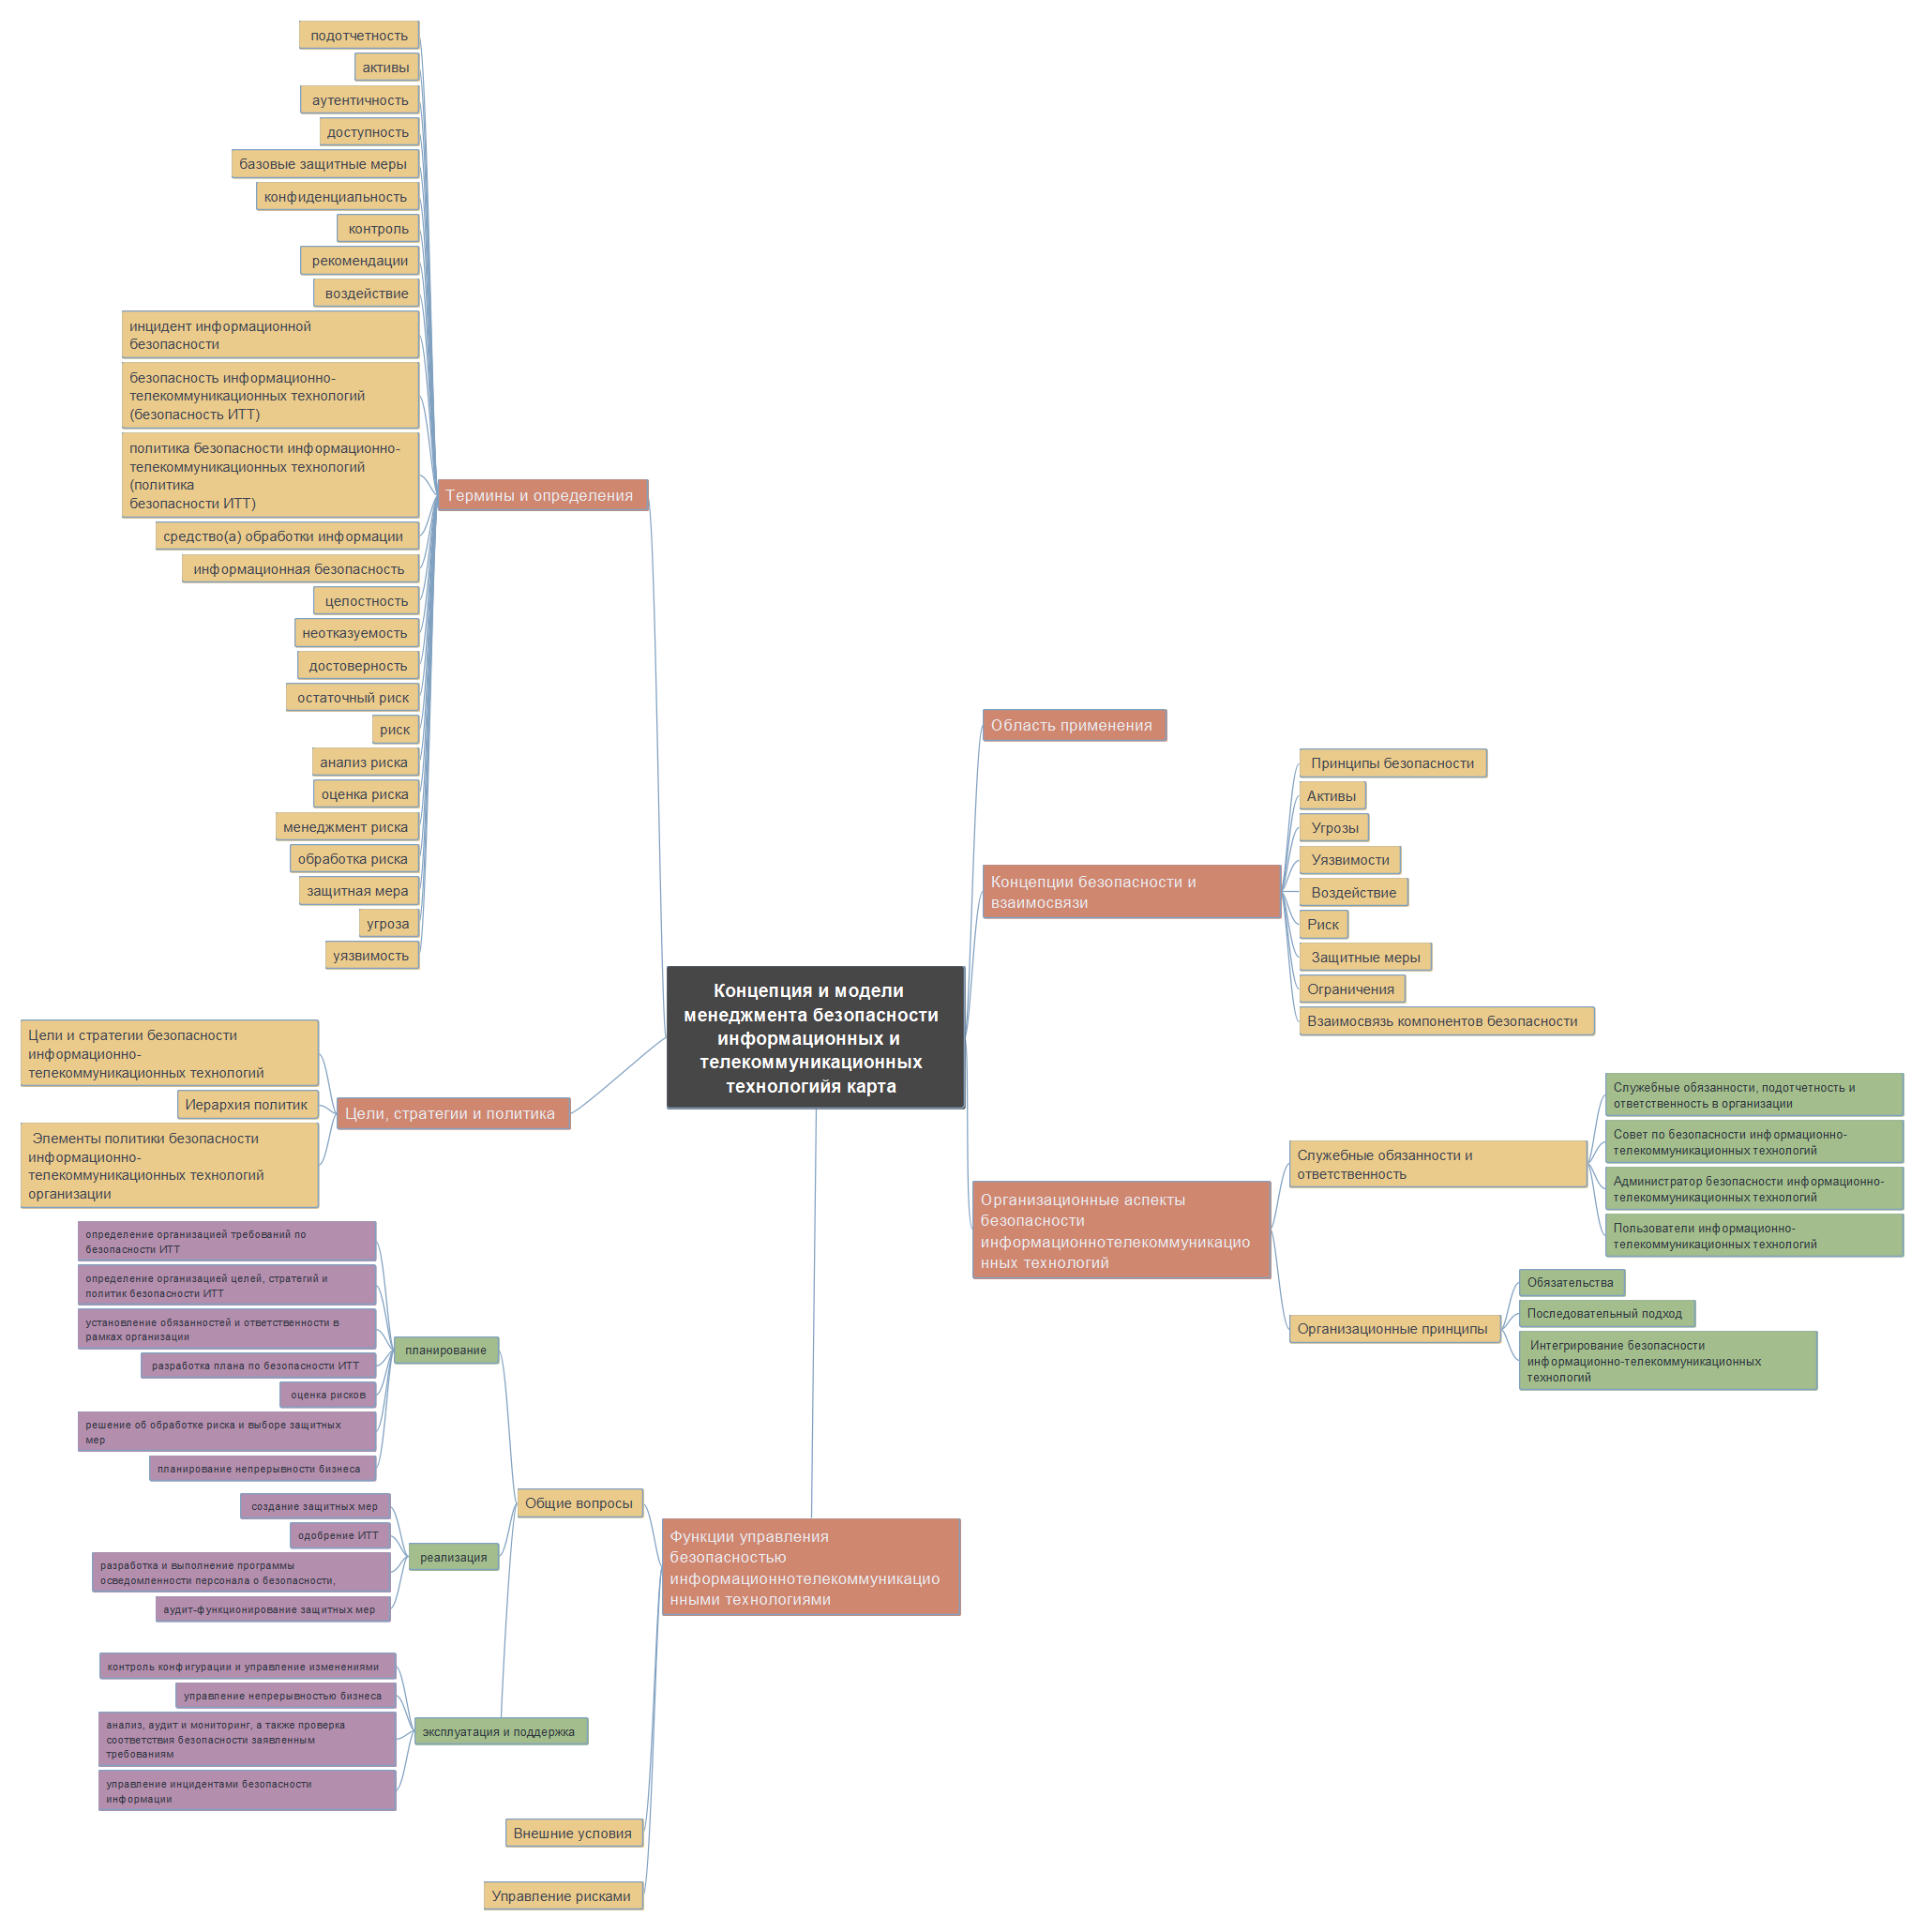 подотчетность
активы
аутентичность
доступность
базовые защитные меры
конфиденциальность
контроль
рекомендации
воздействие
инцидент информационной
безопасности
безопасность информационно-
телекоммуникационных технологий
(безопасность ИТТ)
политика безопасности информационно-
телекоммуникационных технологий
(политика
безопасности ИТТ)
средство(а) обработки информации
информационная безопасность
целостность
неотказуемость
достоверность
остаточный риск
риск
анализ риска
оценка риска
менеджмент риска
обработка риска
защитная мера
угроза
уязвимость
Термины и определения
Цели и стратегии безопасности
информационно-
телекоммуникационных технологий
Иерархия политик
Элементы политики безопасности
информационно-
телекоммуникационных технологий
организации
Цели, стратегии и политика
Концепция и модели
менеджмента безопасности
информационных и
телекоммуникационных
технологийя карта
Область применения
Концепции безопасности и
взаимосвязи
Принципы безопасности
Активы
Угрозы
Уязвимости
Воздействие
Риск
Защитные меры
Ограничения
Взаимосвязь компонентов безопасности
Организационные аспекты
безопасности
информационнотелекоммуникацио
нных технологий
Служебные обязанности и
ответственность
Служебные обязанности, подотчетность и
ответственность в организации
Совет по безопасности информационно-
телекоммуникационных технологий
Администратор безопасности информационно-
телекоммуникационных технологий
Пользователи информационно-
телекоммуникационных технологий
Организационные принципы
Обязательства
Последовательный подход
Интегрирование безопасности
информационно-телекоммуникационных
технологий
Функции управления
безопасностью
информационнотелекоммуникацио
нными технологиями
Общие вопросы
планирование
определение организацией требований по
безопасности ИТТ
определение организацией целей, стратегий и
политик безопасности ИТТ
установление обязанностей и ответственности в
рамках организации
разработка плана по безопасности ИТТ
оценка рисков
решение об обработке риска и выборе защитных
мер
планирование непрерывности бизнеса
реализация
создание защитных мер
одобрение ИТТ
разработка и выполнение программы
осведомленности персонала о безопасности,
аудит-функционирование защитных мер
эксплуатация и поддержка
контроль конфигурации и управление изменениями
управление непрерывностью бизнеса
анализ, аудит и мониторинг, а также проверка
соответствия безопасности заявленным
требованиям
управление инцидентами безопасности
информации
Внешние условия
Управление рисками